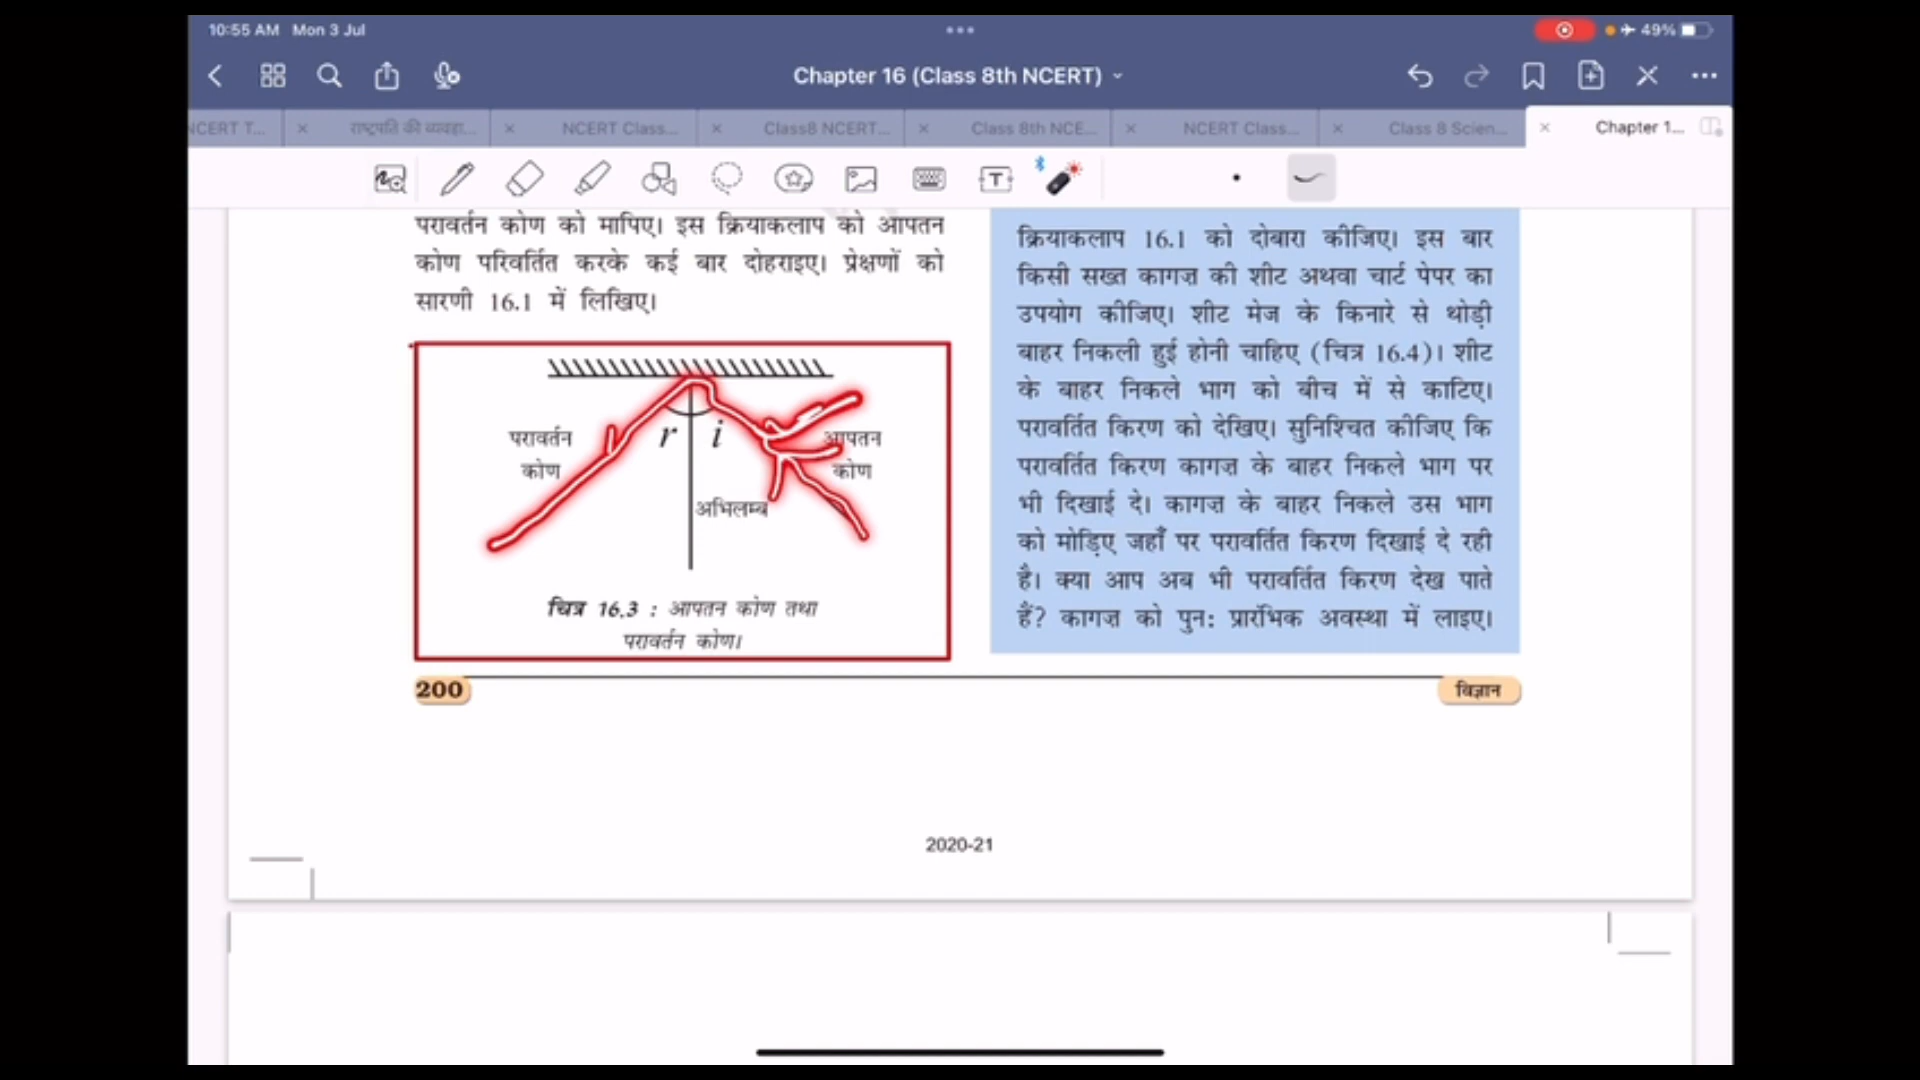 10:55 AM Mon 3 Jul
49%
Chapter 16 (Class 8th NCERT)
NCERT T...
राष्ट्रपति की व्यवहा...
NCERT Class...
Class8 NCERT...
Class 8th NCE...
NCERT Class...
Class 8 Scien...
Chapter 1...
परावर्तन कोण को मापिए। इस क्रियाकलाप को आपतन
कोण परिवर्तित करके कई बार दोहराइए। प्रेक्षणों को
सारणी 16.1 में लिखिए।
परावर्तन
कोण
r
i
आपतन
कोण
अभिलम्ब
चित्र 16.3 : आपतन कोण तथा
परावर्तन कोण।
क्रियाकलाप 16.1 को दोबारा कीजिए। इस बार
किसी सख्त कागज़ की शीट अथवा चार्ट पेपर का
उपयोग कीजिए। शीट मेज के किनारे से थोड़ी
बाहर निकली हुई होनी चाहिए (चित्र 16.4)। शीट
के बाहर निकले भाग को बीच में से काटिए।
परावर्तित किरण को देखिए। सुनिश्चित कीजिए कि
परावर्तित किरण कागज़ के बाहर निकले भाग पर
भी दिखाई दे। कागज़ के बाहर निकले उस भाग
को मोड़िए जहाँ पर परावर्तित किरण दिखाई दे रही
है। क्या आप अब भी परावर्तित किरण देख पाते
हैं? कागज़ को पुन: प्रारंभिक अवस्था में लाइए।
200
विज्ञान
2020-21